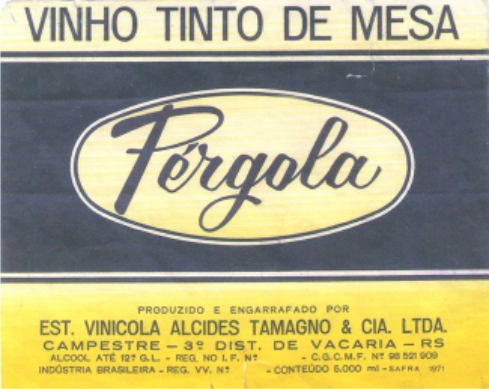 VINHO TINTO DE MESA
Pérgola
PRODUZIDO E ENGARRAFADO POR
EST. VINICOLA ALCIDES TAMAGNO & CIA. LTDA.
CAMPESTRE — 3º DIST. DE VACARIA — RS
ALCOOL ATÉ 12º G.L. - REG. NO I. F. Nº - C.G.C.M.F. Nº 98 521 909
INDÚSTRIA BRASILEIRA - REG. VV. Nº - CONTEÚDO 5.000 ml - SAFRA 1971